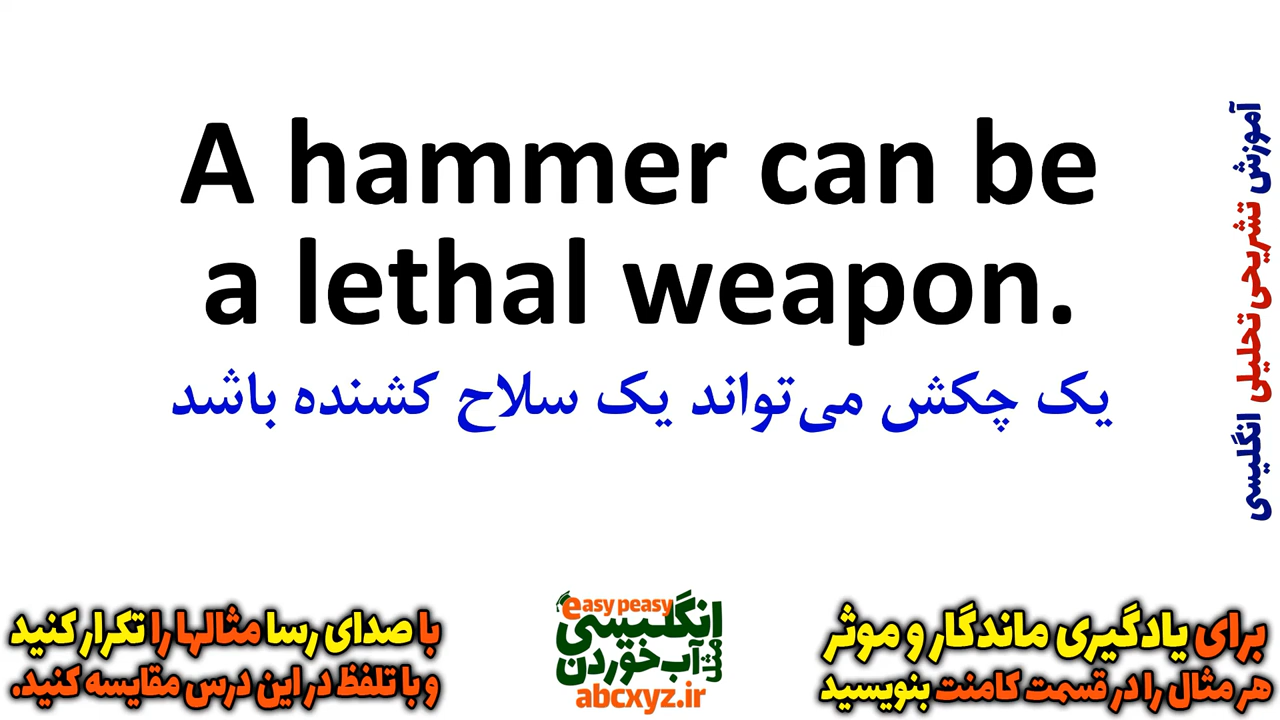 A hammer can be
a lethal weapon.
یک چکش می‌تواند یک سلاح کشنده باشد
آموزش تشریحی تحلیلی انگلیسی
برای یادگیری ماندگار و موثر
هر مثال را در قسمت کامنت بنویسید
easy peasy
انگلیسی
مثل آب خوردن
abcxyz.ir
با صدای رسا مثالها را تکرار کنید
و با تلفظ در این درس مقایسه کنید.